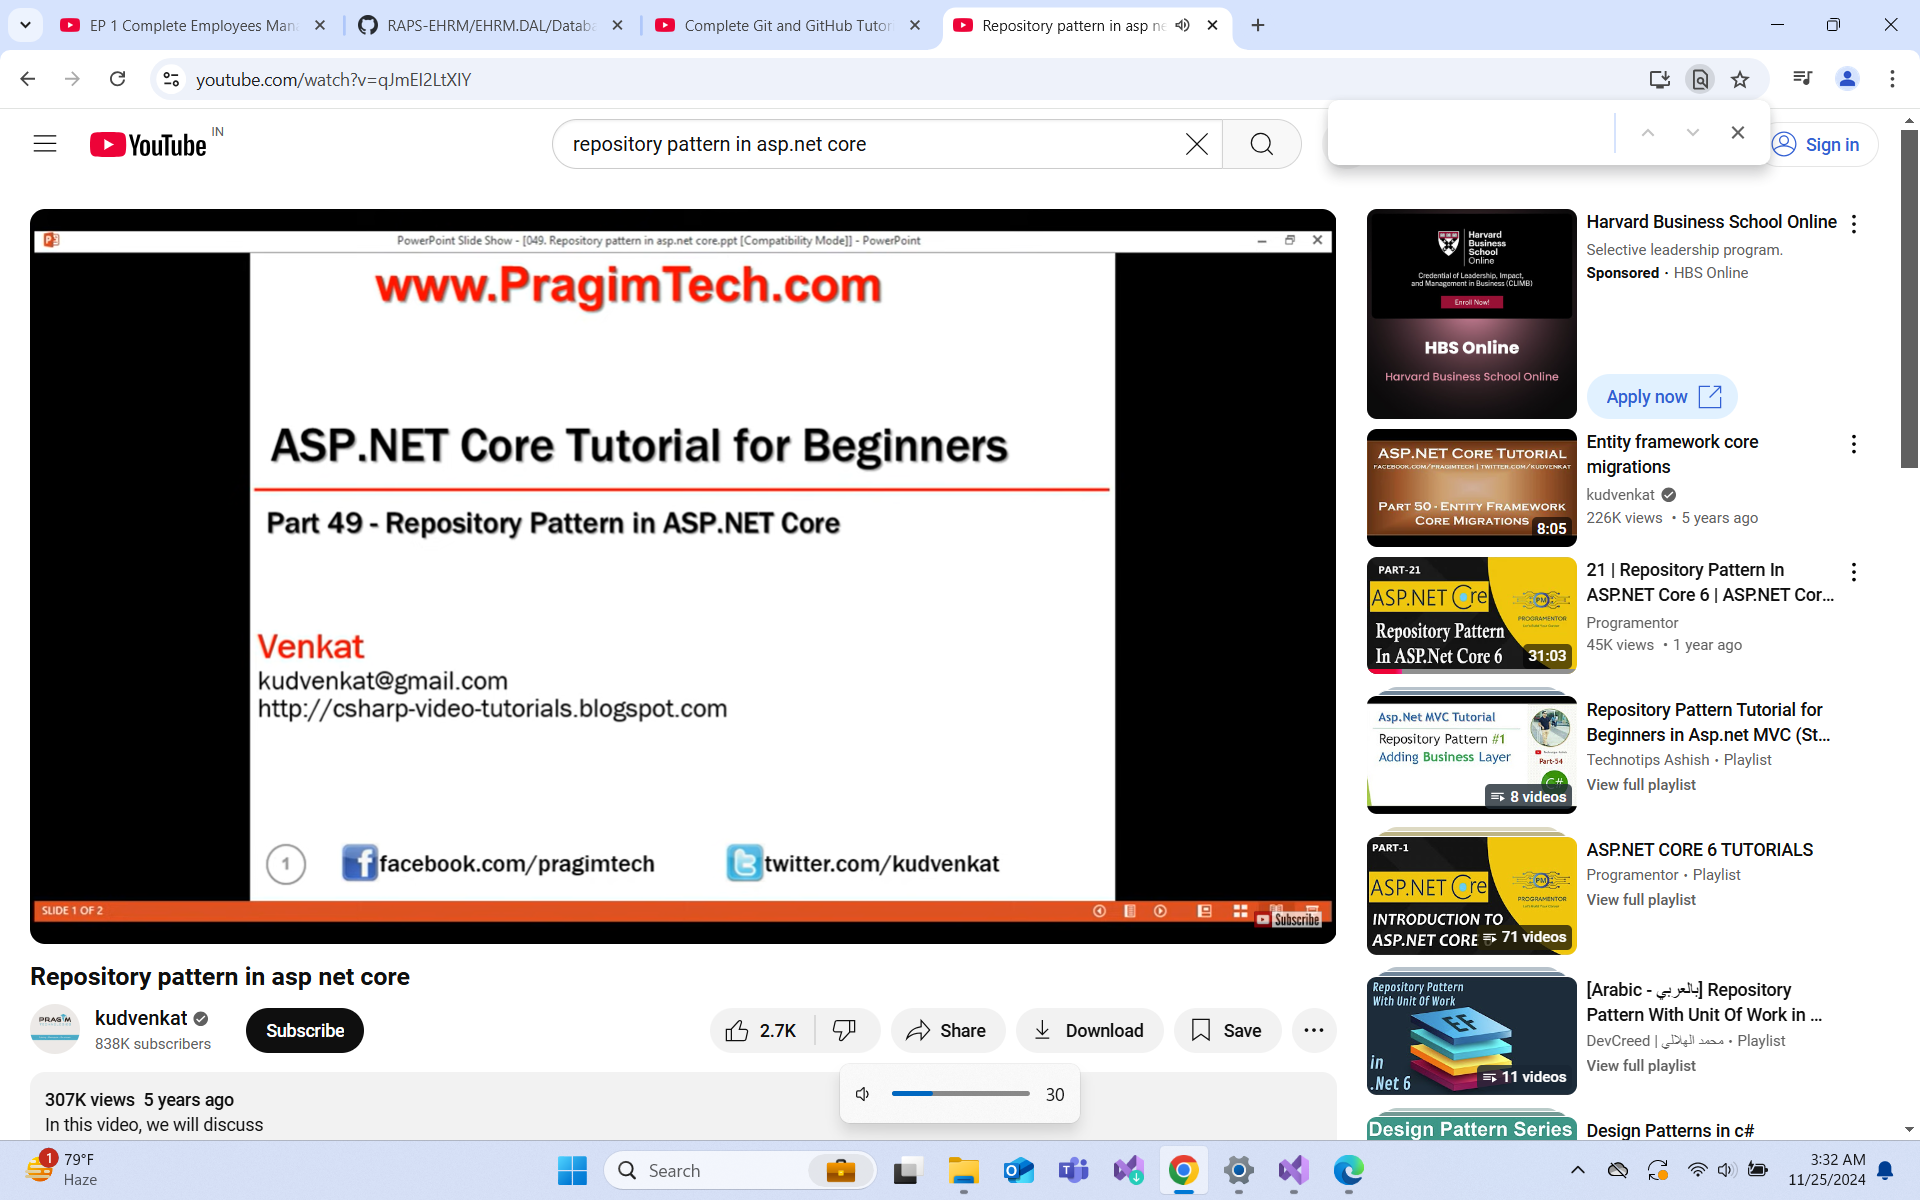 EP 1 Complete Employees Mana
RAPS-EHRM/EHRM.DAL/Databa
Complete Git and GitHub Tutor
Repository pattern in asp ne
youtube.com/watch?v=qJmEI2LtXIY
YouTube IN
repository pattern in asp.net core
Sign in
PowerPoint Slide Show - [049. Repository pattern in asp.net core.ppt [Compatibility Mode]] - PowerPoint
www.PragimTech.com
ASP.NET Core Tutorial for Beginners
Part 49 - Repository Pattern in ASP.NET Core
Venkat
kudvenkat@gmail.com
http://csharp-video-tutorials.blogspot.com
1
facebook.com/pragimtech
twitter.com/kudvenkat
SLIDE 1 OF 2
Subscribe
Repository pattern in asp net core
PRAGIM
kudvenkat
838K subscribers
Subscribe
2.7K
Share
Download
Save
307K views 5 years ago
In this video, we will discuss
30
Harvard
Business
School
Online
Credential of Leadership, Impact,
and Management in Business (CLIMB)
Enroll Now!
HBS Online
Harvard Business School Online
Harvard Business School Online
Selective leadership program.
Sponsored · HBS Online
Apply now
ASP.NET CORE TUTORIAL
FACEBOOK.COM/PRAGIMTECH | TWITTER.COM/KUDVENKAT
PART 50 - ENTITY FRAMEWORK
CORE MIGRATIONS
8:05
Entity framework core
migrations
kudvenkat
226K views • 5 years ago
PART-21
ASP.NET Core
PM
PROGRAMENTOR
Repository Pattern
In ASP.Net Core 6
31:03
21 | Repository Pattern In
ASP.NET Core 6 | ASP.NET Cor...
Programentor
45K views • 1 year ago
Asp.Net MVC Tutorial
Repository Pattern #1
Adding Business Layer
Part-54
C#
8 videos
Repository Pattern Tutorial for
Beginners in Asp.net MVC (St...
Technotips Ashish • Playlist
View full playlist
PART-1
ASP.NET Core
PM
PROGRAMENTOR
INTRODUCTION TO
ASP.NET CORE
71 videos
ASP.NET CORE 6 TUTORIALS
Programentor • Playlist
View full playlist
Repository Pattern
With Unit Of Work
EF
in
.Net 6
11 videos
[Arabic - بالعربي] Repository
Pattern With Unit Of Work in ...
DevCreed | محمد الهلالي • Playlist
View full playlist
Design Pattern Series
Design Patterns in c#
1
79°F
Haze
Search
3:32 AM
11/25/2024